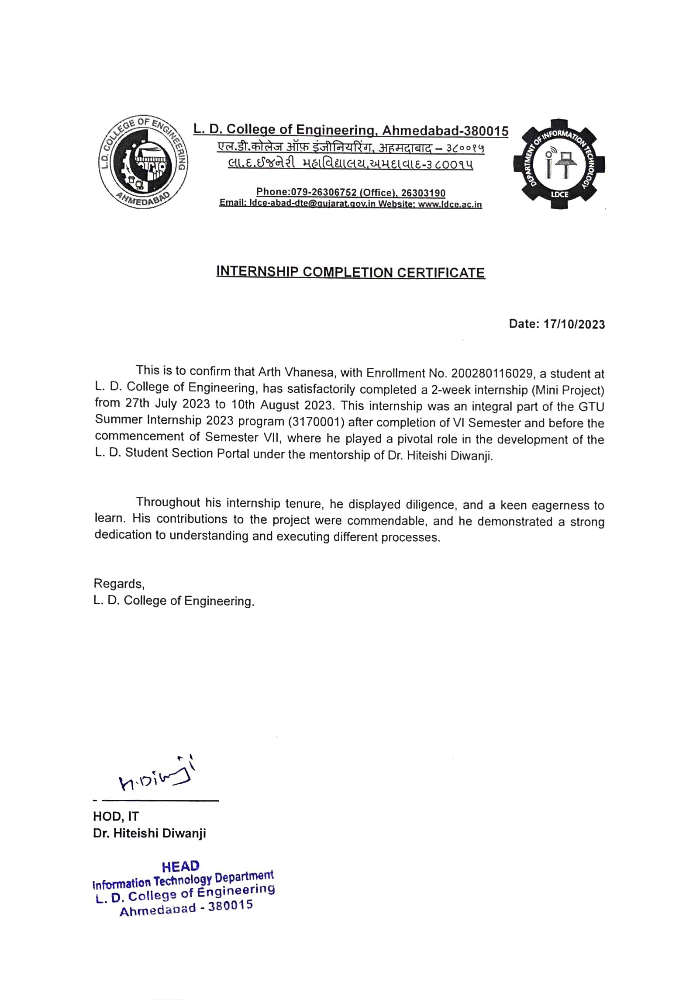 L.D. COLLEGE OF ENGINEERING
AHMEDABAD
L. D. College of Engineering, Ahmedabad-380015
एल.डी.कोलेज ऑफ़ इंजीनियरिंग, अहमदाबाद – ३८००१५
લા.દ.ઈજનેરી મહાવિદ્યાલય,અમદાવાદ-૩૮૦૦૧૫
Phone:079-26306752 (Office), 26303190
Email: ldce-abad-dte@gujarat.gov.in Website: www.ldce.ac.in
DEPARTMENT OF INFORMATION TECHNOLOGY
iT
LDCE
INTERNSHIP COMPLETION CERTIFICATE
Date: 17/10/2023
This is to confirm that Arth Vhanesa, with Enrollment No. 200280116029, a student at
L. D. College of Engineering, has satisfactorily completed a 2-week internship (Mini Project)
from 27th July 2023 to 10th August 2023. This internship was an integral part of the GTU
Summer Internship 2023 program (3170001) after completion of VI Semester and before the
commencement of Semester VII, where he played a pivotal role in the development of the
L. D. Student Section Portal under the mentorship of Dr. Hiteishi Diwanji.
Throughout his internship tenure, he displayed diligence, and a keen eagerness to
learn. His contributions to the project were commendable, and he demonstrated a strong
dedication to understanding and executing different processes.
Regards,
L. D. College of Engineering.
HOD, IT
Dr. Hiteishi Diwanji
HEAD
Information Technology Department
L. D. College of Engineering
Ahmedabad - 380015